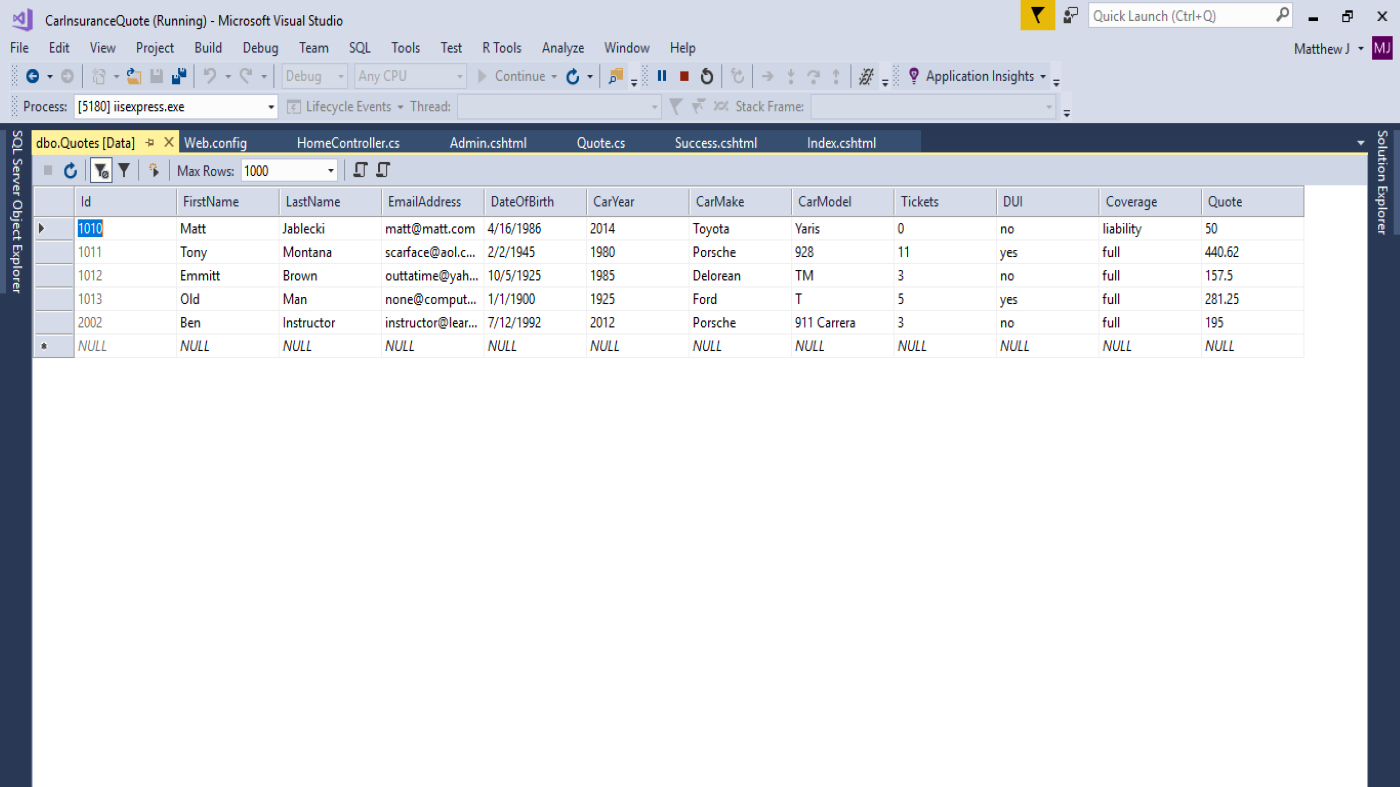 CarInsuranceQuote (Running) - Microsoft Visual Studio
Quick Launch (Ctrl+Q)
File Edit View Project Build Debug Team SQL Tools Test R Tools Analyze Window Help
Matthew J MJ
Debug Any CPU Continue Application Insights
Process: [5180] iisexpress.exe Lifecycle Events Thread: Stack Frame:
SQL Server Object Explorer
dbo.Quotes [Data] Web.config HomeController.cs Admin.cshtml Quote.cs Success.cshtml Index.cshtml
Solution Explorer
Max Rows: 1000
Id FirstName LastName EmailAddress DateOfBirth CarYear CarMake CarModel Tickets DUI Coverage Quote
1010 Matt Jablecki matt@matt.com 4/16/1986 2014 Toyota Yaris 0 no liability 50
1011 Tony Montana scarface@aol.c... 2/2/1945 1980 Porsche 928 11 yes full 440.62
1012 Emmitt Brown outtatime@yah... 10/5/1925 1985 Delorean TM 3 no full 157.5
1013 Old Man none@comput... 1/1/1900 1925 Ford T 5 yes full 281.25
2002 Ben Instructor instructor@lear... 7/12/1992 2012 Porsche 911 Carrera 3 no full 195
NULL NULL NULL NULL NULL NULL NULL NULL NULL NULL NULL NULL